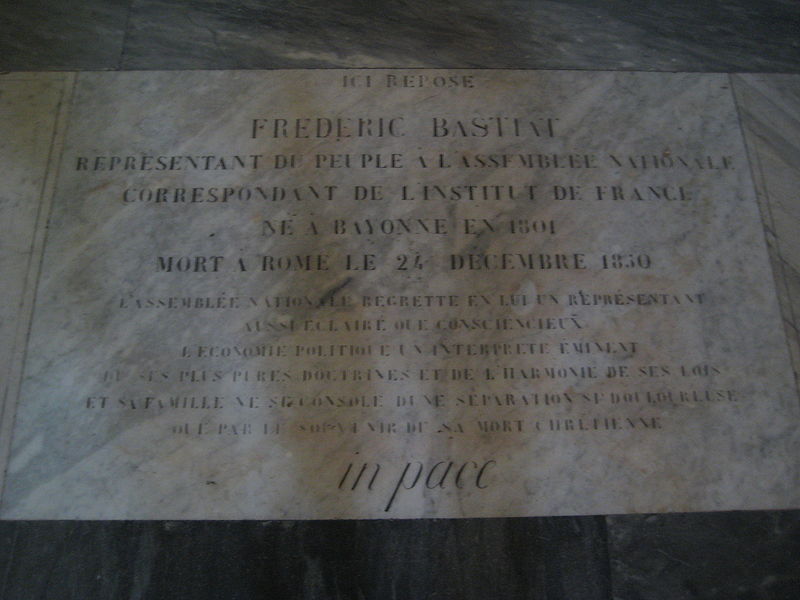 ICI REPOSE
FREDERIC BASTIAT
REPRÉSENTANT DU PEUPLE A L'ASSEMBLÉE NATIONALE
CORRESPONDANT DE L'INSTITUT DE FRANCE
NÉ A BAYONNE EN 1801
MORT A ROME LE 24 DECEMBRE 1850
L'ASSEMBLÉE NATIONALE REGRETTE EN LUI UN REPRÉSENTANT
AUSSI ECLAIRÉ QUE CONSCIENCIEUX
L'ECONOMIE POLITIQUE UN INTERPRETE ÉMINENT
DE SES PLUS PURES DOCTRINES ET DE L'HARMONIE DE SES LOIS
ET SA FAMILLE NE SE CONSOLE D'UNE SÉPARATION SI DOULOUREUSE
QUE PAR LE SOUVENIR DE SA MORT CHRÉTIENNE
in pace